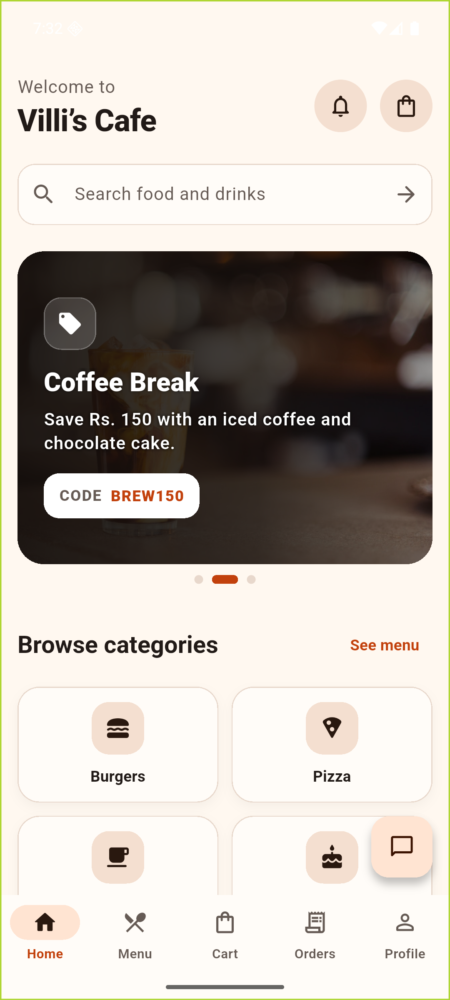 7:32
Welcome to
Villi’s Cafe
Search food and drinks
Coffee Break
Save Rs. 150 with an iced coffee and
chocolate cake.
CODE BREW150
Browse categories
See menu
Burgers
Pizza
Home
Menu
Cart
Orders
Profile